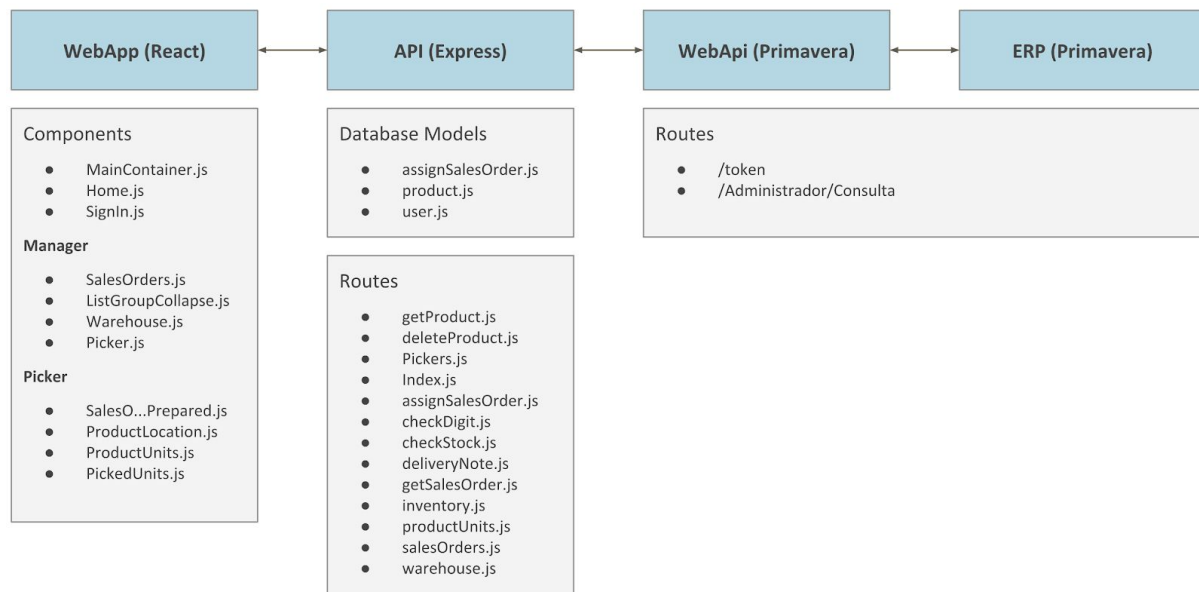 WebApp (React)
API (Express)
WebApi (Primavera)
ERP (Primavera)
Components
● MainContainer.js
● Home.js
● SignIn.js
Manager
● SalesOrders.js
● ListGroupCollapse.js
● Warehouse.js
● Picker.js
Picker
● SalesO...Prepared.js
● ProductLocation.js
● ProductUnits.js
● PickedUnits.js
Database Models
● assignSalesOrder.js
● product.js
● user.js
Routes
● getProduct.js
● deleteProduct.js
● Pickers.js
● Index.js
● assignSalesOrder.js
● checkDigit.js
● checkStock.js
● deliveryNote.js
● getSalesOrder.js
● inventory.js
● productUnits.js
● salesOrders.js
● warehouse.js
Routes
● /token
● /Administrador/Consulta